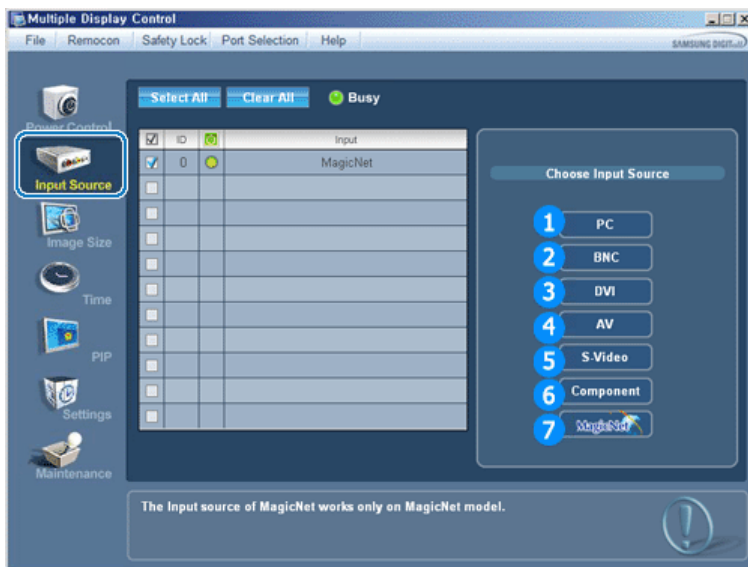 Multiple Display Control
File Remocon Safety Lock Port Selection Help
SAMSUNG DIGITall
Select All Clear All Busy
Power Control
Input Source
Image Size
Time
PIP
Settings
Maintenance
ID Input
0 MagicNet
Choose Input Source
1 PC
2 BNC
3 DVI
4 AV
5 S-Video
6 Component
7 MagicNet
The Input source of MagicNet works only on MagicNet model.